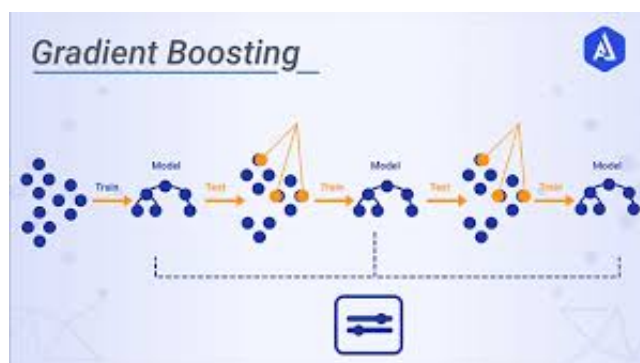 Gradient Boosting
Model
Model
Model
Train
Test
Train
Test
Train